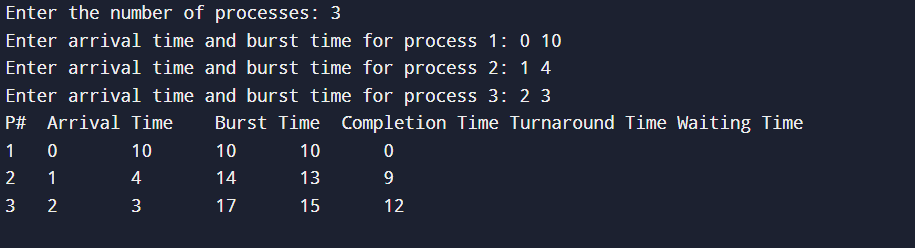 Enter the number of processes: 3
Enter arrival time and burst time for process 1: 0 10
Enter arrival time and burst time for process 2: 1 4
Enter arrival time and burst time for process 3: 2 3
P#  Arrival Time    Burst Time  Completion Time Turnaround Time Waiting Time
1   0       10      10      10      0
2   1       4       14      13      9
3   2       3       17      15      12